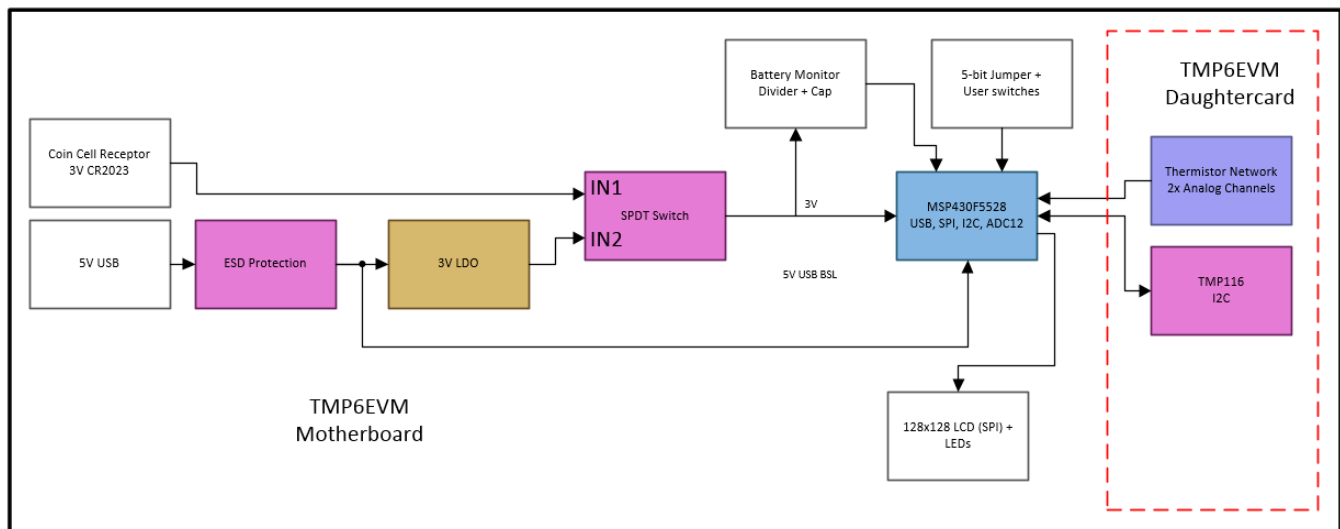 Coin Cell Receptor
3V CR2023
5V USB
ESD Protection
3V LDO
IN1
SPDT Switch
IN2
Battery Monitor
Divider + Cap
5-bit Jumper +
User switches
3V
MSP430F5528
USB, SPI, I2C, ADC12
5V USB BSL
128x128 LCD (SPI) +
LEDs
TMP6EVM
Motherboard
TMP6EVM
Daughtercard
Thermistor Network
2x Analog Channels
TMP116
I2C